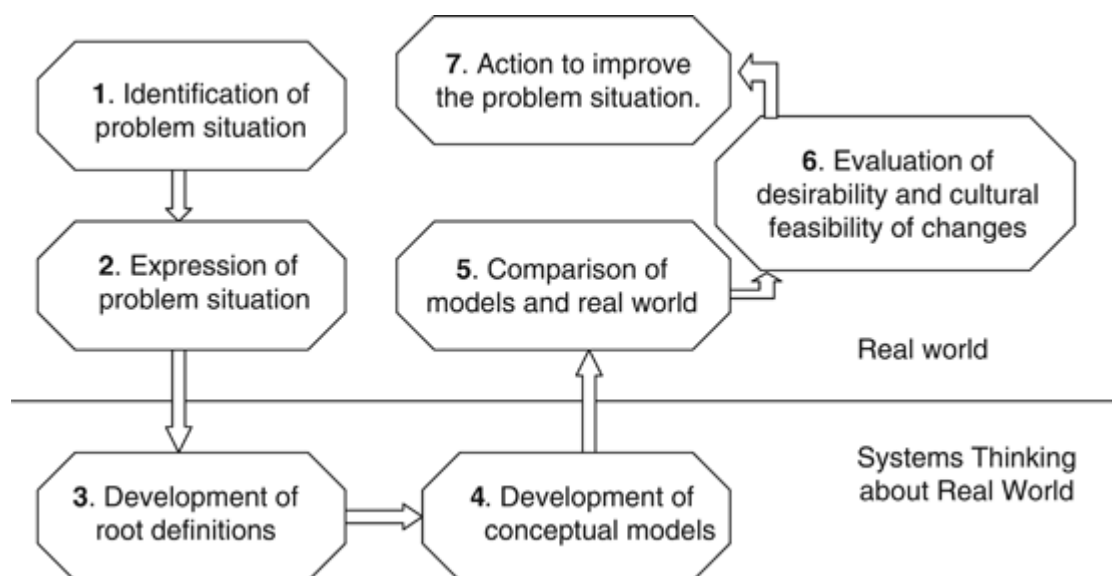 1. Identification of
problem situation
2. Expression of
problem situation
3. Development of
root definitions
4. Development of
conceptual models
5. Comparison of
models and real world
6. Evaluation of
desirability and cultural
feasibility of changes
7. Action to improve
the problem situation.
Real world
Systems Thinking
about Real World